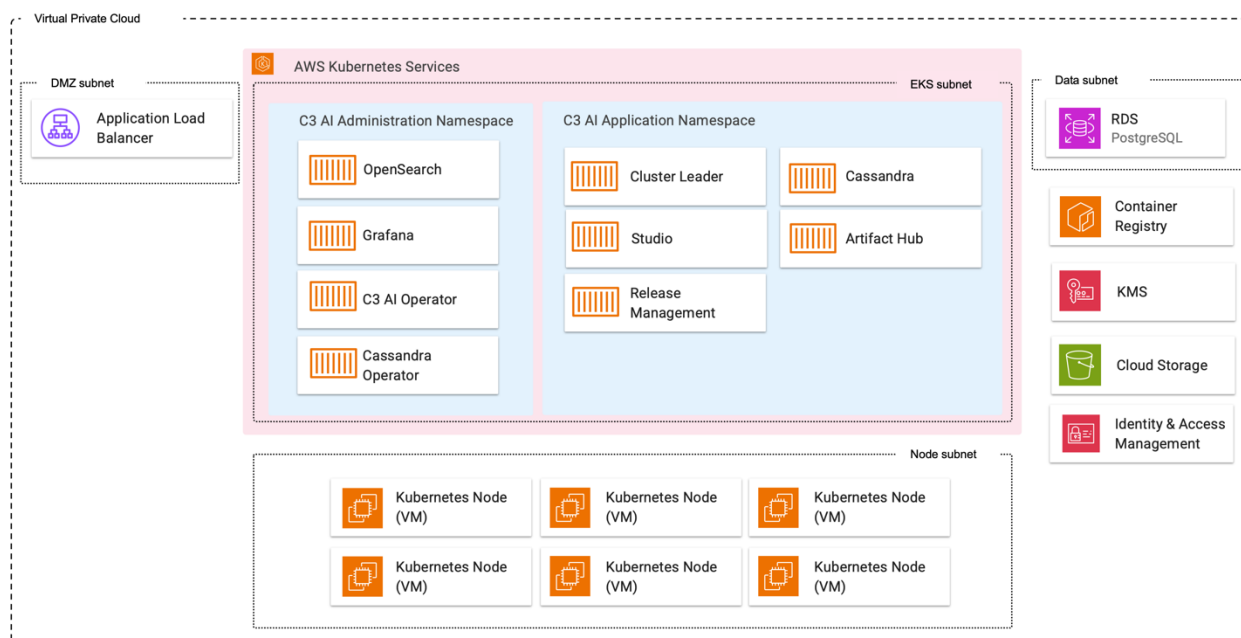 Virtual Private Cloud
DMZ subnet
Application Load
Balancer
AWS Kubernetes Services
EKS subnet
C3 AI Administration Namespace
OpenSearch
Grafana
C3 AI Operator
Cassandra
Operator
C3 AI Application Namespace
Cluster Leader
Cassandra
Studio
Artifact Hub
Release
Management
Data subnet
RDS
PostgreSQL
Container
Registry
KMS
Cloud Storage
Identity & Access
Management
Node subnet
Kubernetes Node
(VM)
Kubernetes Node
(VM)
Kubernetes Node
(VM)
Kubernetes Node
(VM)
Kubernetes Node
(VM)
Kubernetes Node
(VM)